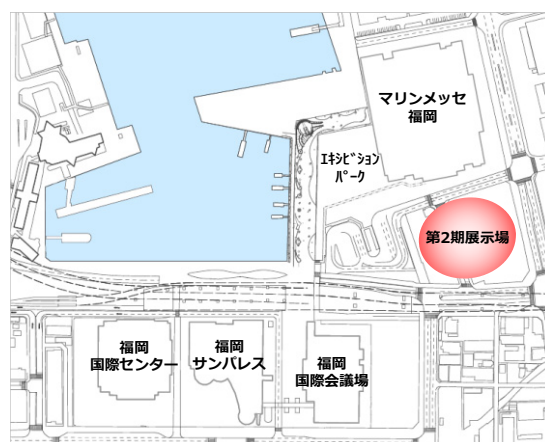 マリンメッセ
福岡
ｴｷｼﾋﾞｼｮﾝ
ﾊﾟｰｸ
第2期展示場
福岡
国際センター
福岡
サンパレス
福岡
国際会議場